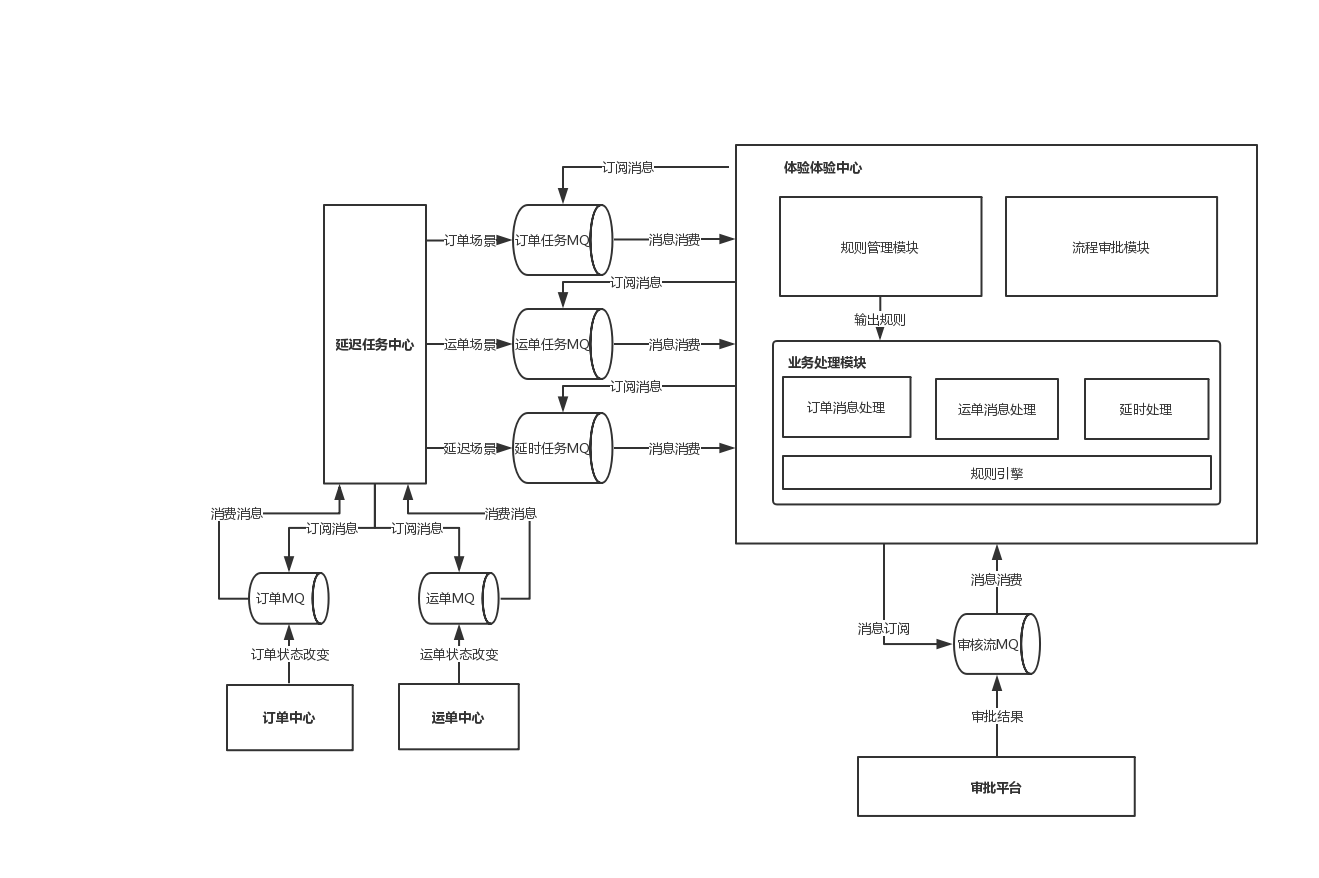 订阅消息
体验体验中心
订单场景
订单任务MQ
消息消费
规则管理模块
流程审批模块
订阅消息
输出规则
延迟任务中心
运单场景
运单任务MQ
消息消费
业务处理模块
订阅消息
订单消息处理
运单消息处理
延时处理
延迟场景
延时任务MQ
消息消费
规则引擎
消费消息
订阅消息
订阅消息
消费消息
消息消费
订单MQ
运单MQ
消息订阅
审核流MQ
订单状态改变
运单状态改变
订单中心
运单中心
审批结果
审批平台